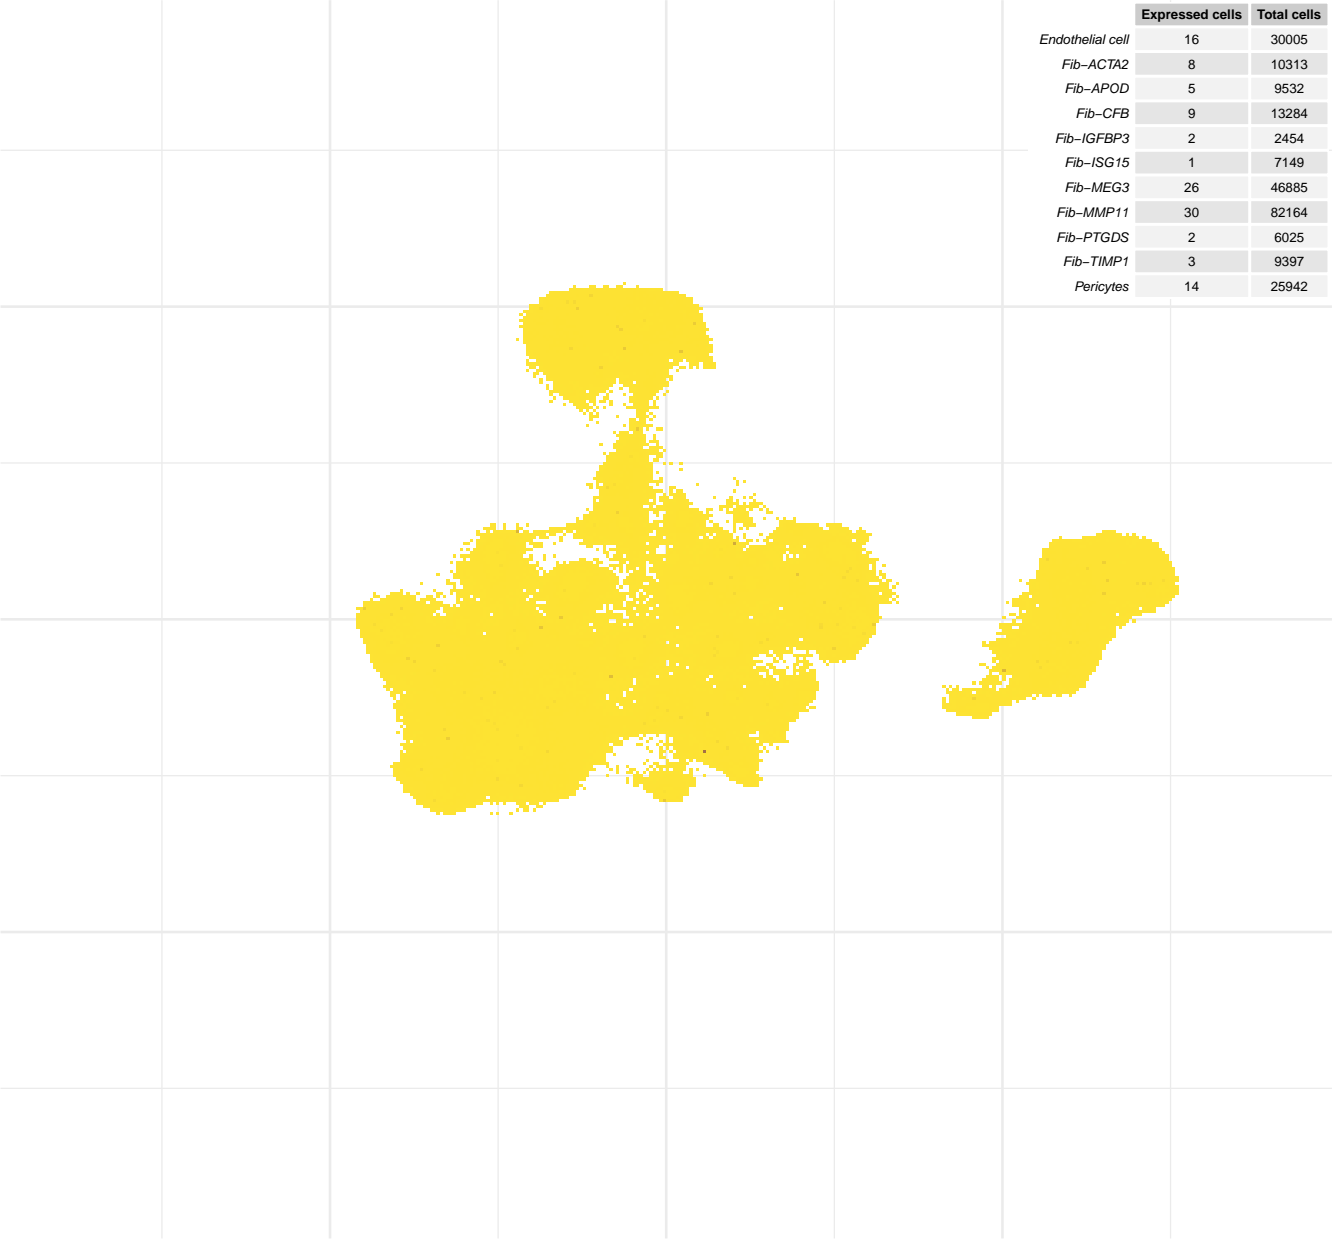 Expressed cells Total cells
Endothelial cell 16 30005
Fib−ACTA2 8 10313
Fib−APOD 5 9532
Fib−CFB 9 13284
Fib−IGFBP3 2 2454
Fib−ISG15 1 7149
Fib−MEG3 26 46885
Fib−MMP11 30 82164
Fib−PTGDS 2 6025
Fib−TIMP1 3 9397
Pericytes 14 25942